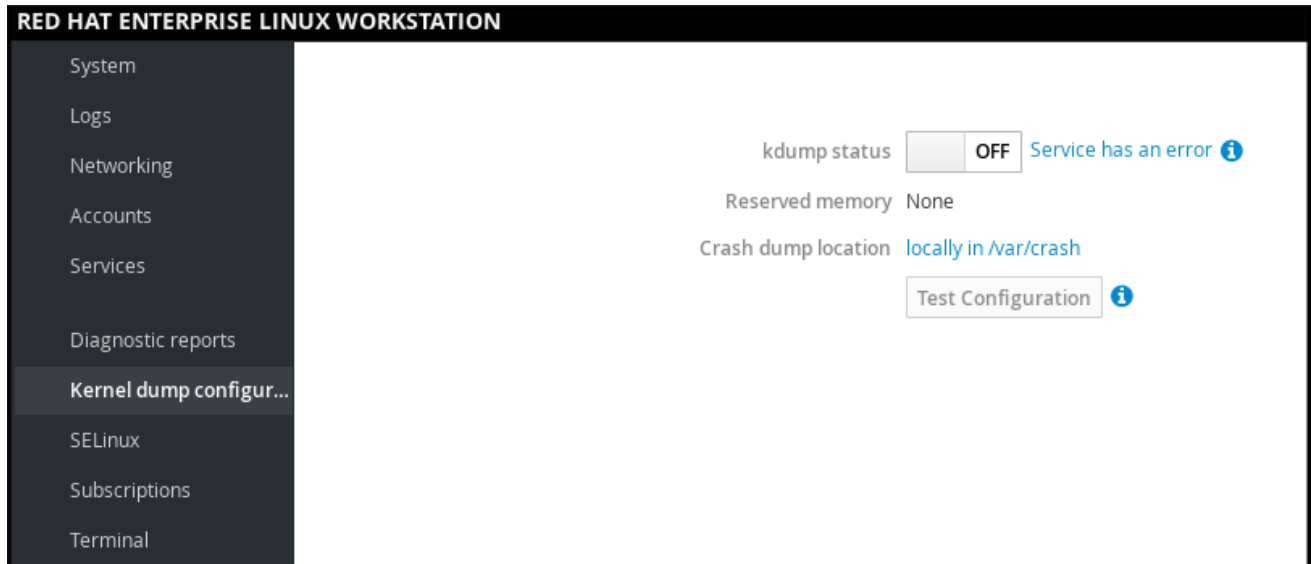 RED HAT ENTERPRISE LINUX WORKSTATION
System
Logs
Networking
Accounts
Services
Diagnostic reports
Kernel dump configur...
SELinux
Subscriptions
Terminal
kdump status OFF Service has an error
Reserved memory None
Crash dump location locally in /var/crash
Test Configuration